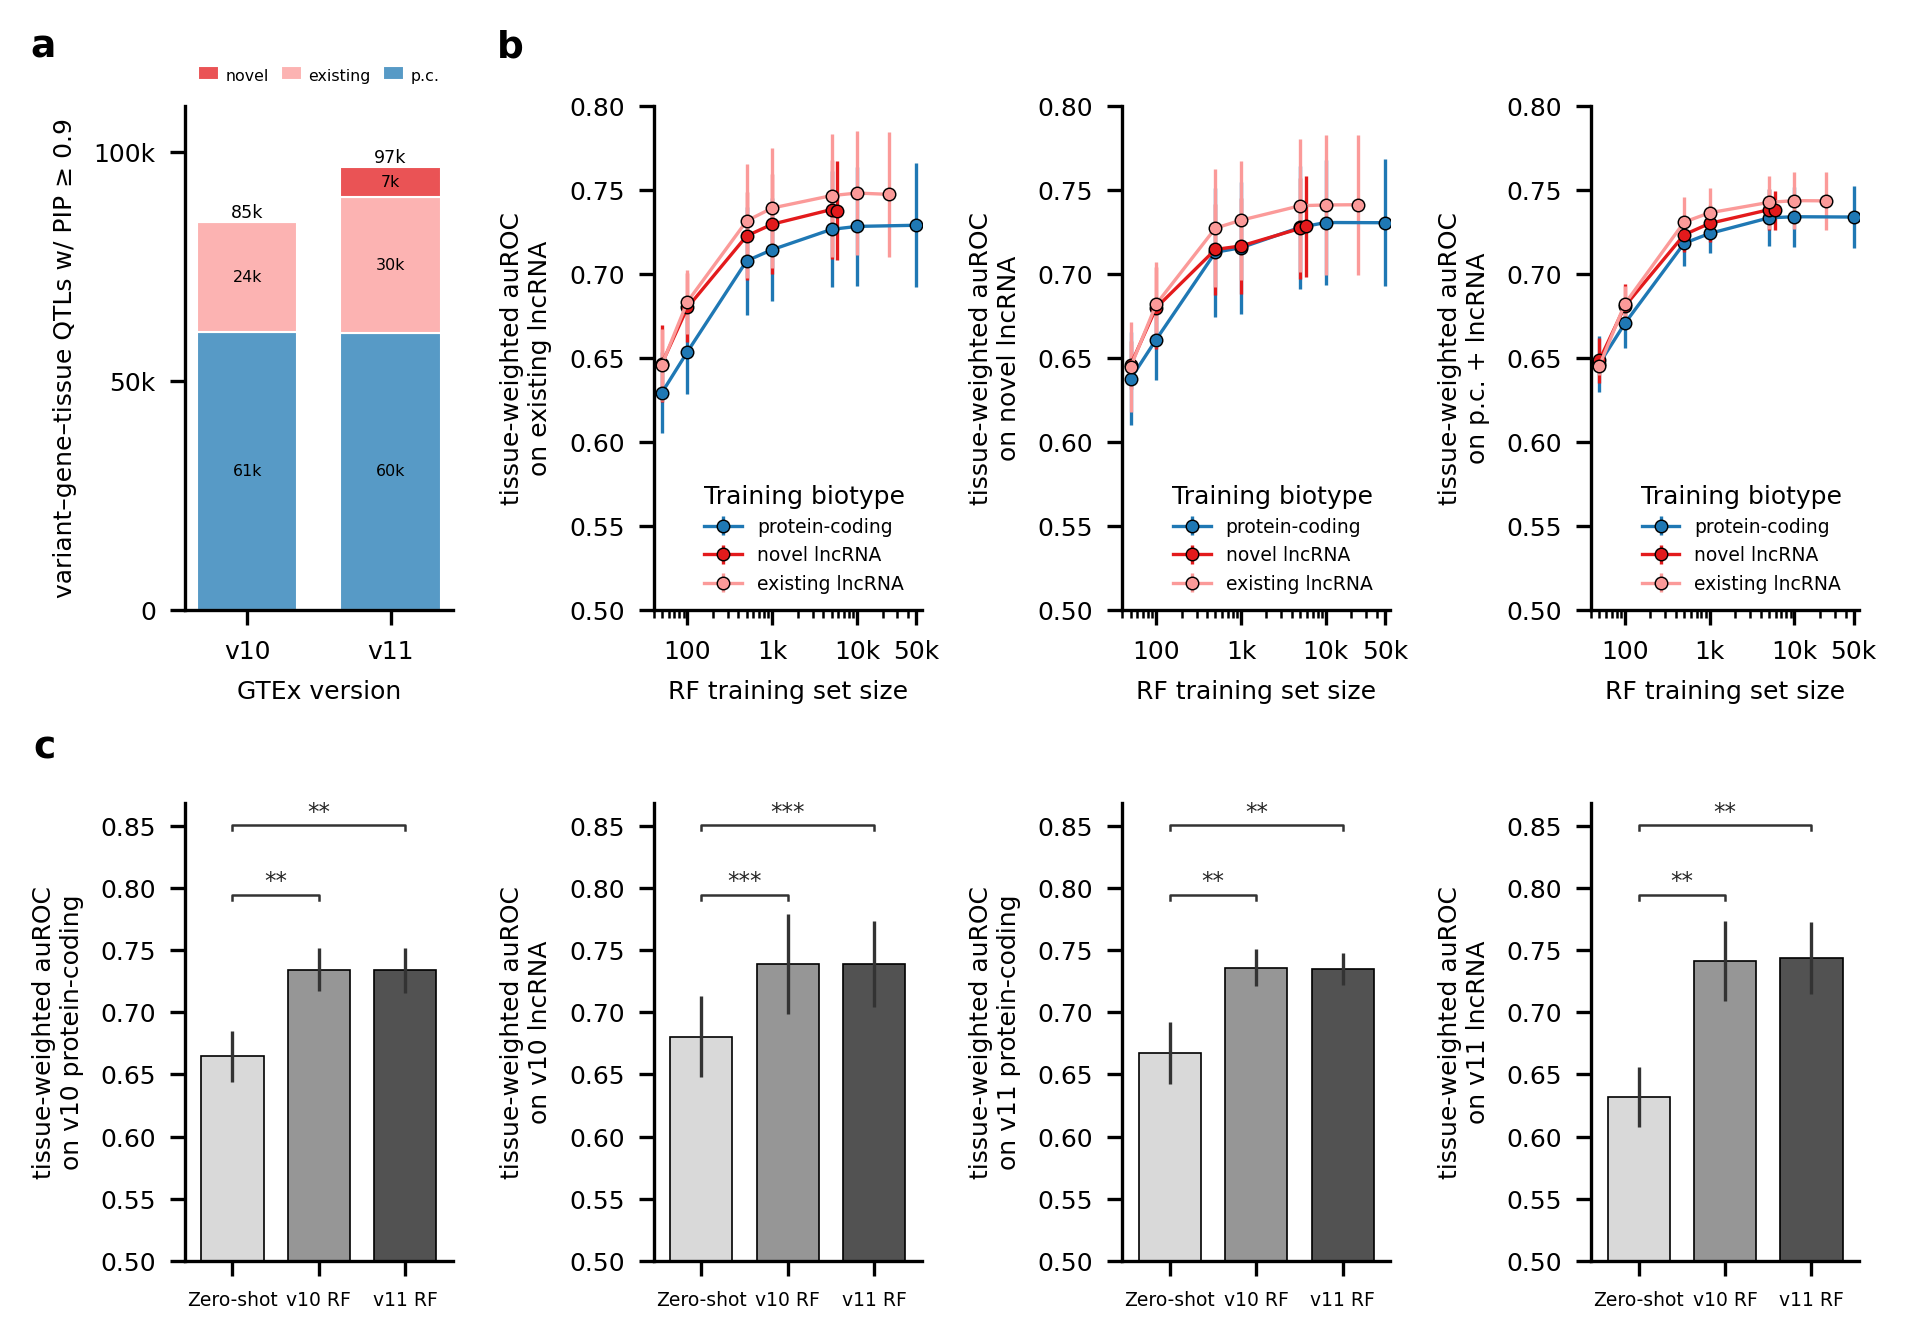 a
novel existing p.c.
variant–gene–tissue QTLs w/ PIP ≥ 0.9
100k
50k
0
85k
24k
61k
97k
7k
30k
60k
v10 v11
GTEx version
b
tissue-weighted auROC
on existing lncRNA
0.80
0.75
0.70
0.65
0.60
0.55
0.50
Training biotype
protein-coding
novel lncRNA
existing lncRNA
100 1k 10k 50k
RF training set size
tissue-weighted auROC
on novel lncRNA
0.80
0.75
0.70
0.65
0.60
0.55
0.50
Training biotype
protein-coding
novel lncRNA
existing lncRNA
100 1k 10k 50k
RF training set size
tissue-weighted auROC
on p.c. + lncRNA
0.80
0.75
0.70
0.65
0.60
0.55
0.50
Training biotype
protein-coding
novel lncRNA
existing lncRNA
100 1k 10k 50k
RF training set size
c
tissue-weighted auROC
on v10 protein-coding
0.85
0.80
0.75
0.70
0.65
0.60
0.55
0.50
**
**
Zero-shot v10 RF v11 RF
tissue-weighted auROC
on v10 lncRNA
0.85
0.80
0.75
0.70
0.65
0.60
0.55
0.50
***
***
Zero-shot v10 RF v11 RF
tissue-weighted auROC
on v11 protein-coding
0.85
0.80
0.75
0.70
0.65
0.60
0.55
0.50
**
**
Zero-shot v10 RF v11 RF
tissue-weighted auROC
on v11 lncRNA
0.85
0.80
0.75
0.70
0.65
0.60
0.55
0.50
**
**
Zero-shot v10 RF v11 RF